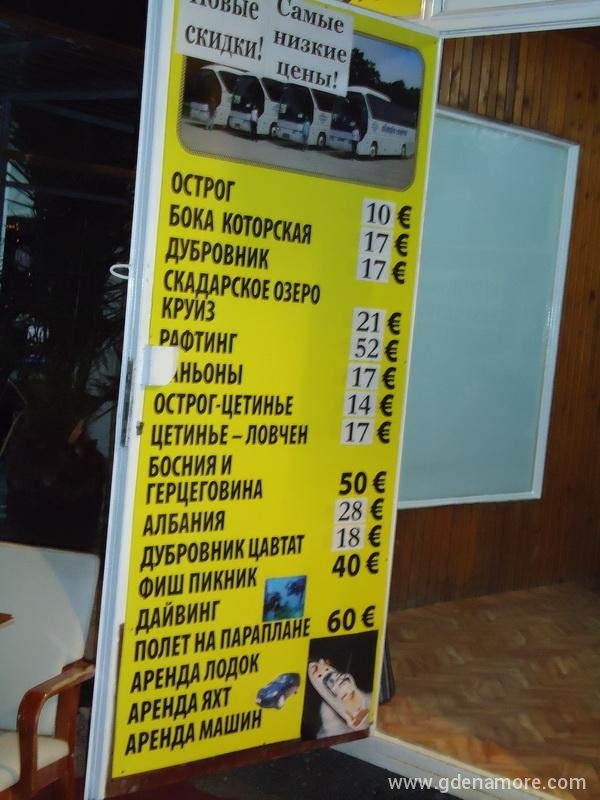 Новые
скидки!
Самые
низкие
цены!
ОСТРОГ 10 €
БОКА КОТОРСКАЯ 17 €
ДУБРОВНИК 17 €
СКАДАРСКОЕ ОЗЕРО
КРУИЗ 21 €
РАФТИНГ 52 €
АНЬОНЫ 17 €
ОСТРОГ-ЦЕТИНЬЕ 14 €
ЦЕТИНЬЕ – ЛОВЧЕН 17 €
БОСНИЯ И
ГЕРЦЕГОВИНА 50 €
АЛБАНИЯ 28 €
ДУБРОВНИК ЦАВТАТ 18 €
ФИШ ПИКНИК 40 €
ДАЙВИНГ
ПОЛЕТ НА ПАРАПЛАНЕ 60 €
АРЕНДА ЛОДОК
АРЕНДА ЯХТ
АРЕНДА МАШИН
www.gdenamore.com